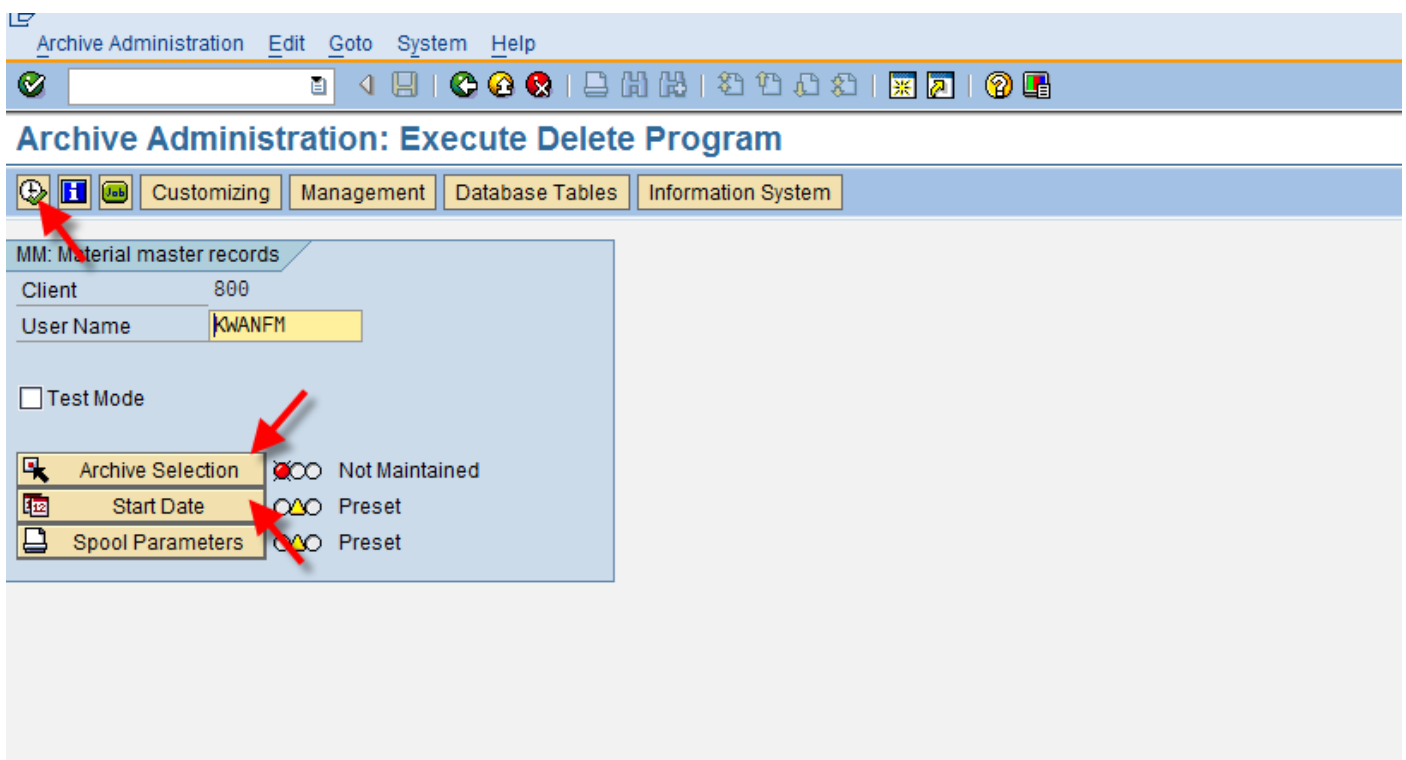 Archive Administration Edit Goto System Help
Archive Administration: Execute Delete Program
Job Customizing Management Database Tables Information System
MM: Material master records
Client 800
User Name KWANFM
Test Mode
Archive Selection Not Maintained
12 Start Date Preset
Spool Parameters Preset